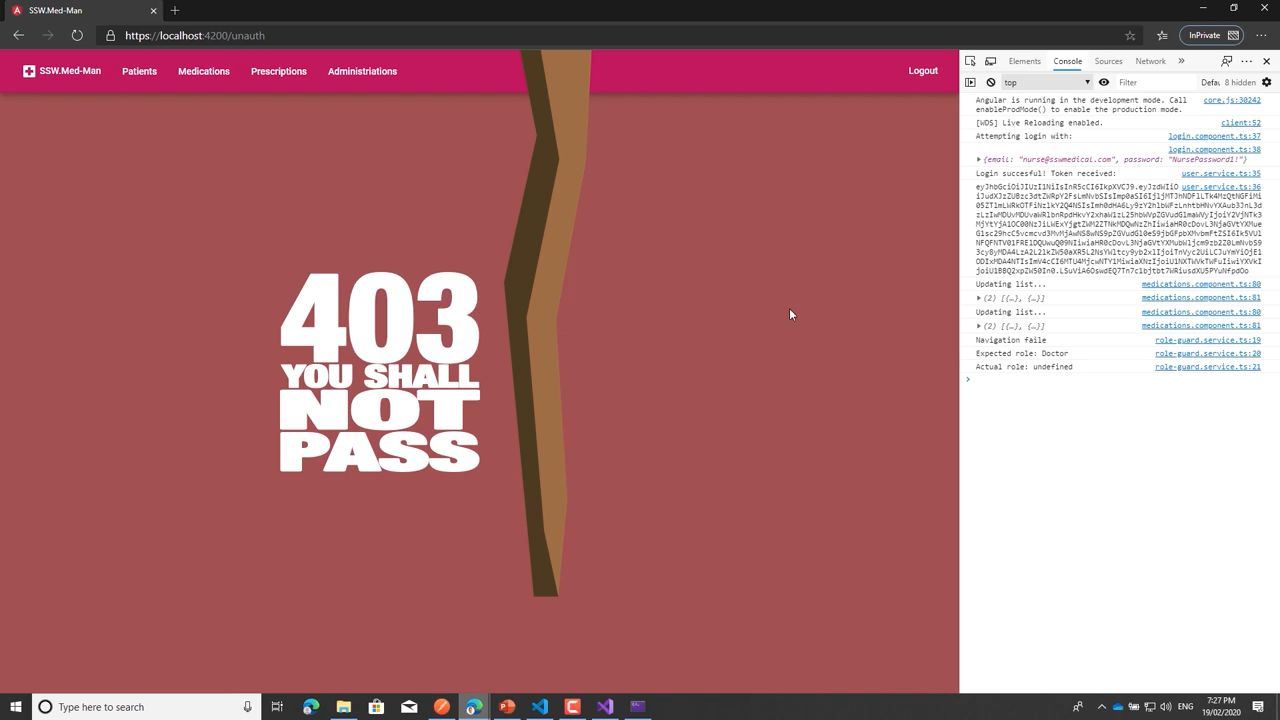 SSW.Med-Man
https://localhost:4200/unauth
InPrivate
SSW.Med-Man Patients Medications Prescriptions Administriations Logout
403
YOU SHALL
NOT
PASS
Elements Console Sources Network
top Filter Defau 8 hidden
Angular is running in the development mode. Call core.js:30242
enableProdMode() to enable the production mode.
[WDS] Live Reloading enabled. client:52
Attempting login with: login.component.ts:37
login.component.ts:38
{email: "nurse@sswmedical.com", password: "NursePassword1!"}
Login succesful! Token received: user.service.ts:35
user.service.ts:36
Updating list... medications.component.ts:80
(2) [{…}, {…}] medications.component.ts:81
Updating list... medications.component.ts:80
(2) [{…}, {…}] medications.component.ts:81
Navigation faile role-guard.service.ts:19
Expected role: Doctor role-guard.service.ts:20
Actual role: undefined role-guard.service.ts:21
Type here to search
ENG
7:27 PM
19/02/2020